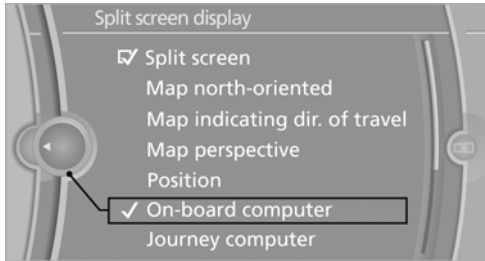 Split screen display
Split screen
Map north-oriented
Map indicating dir. of travel
Map perspective
Position
On-board computer
Journey computer